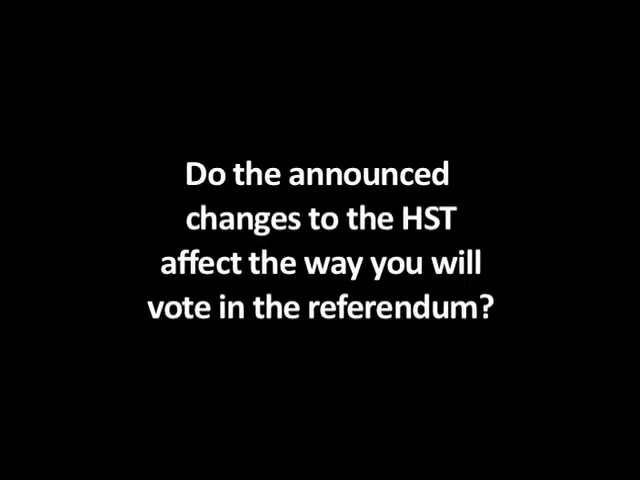 Do the announced
changes to the HST
affect the way you will
vote in the referendum?